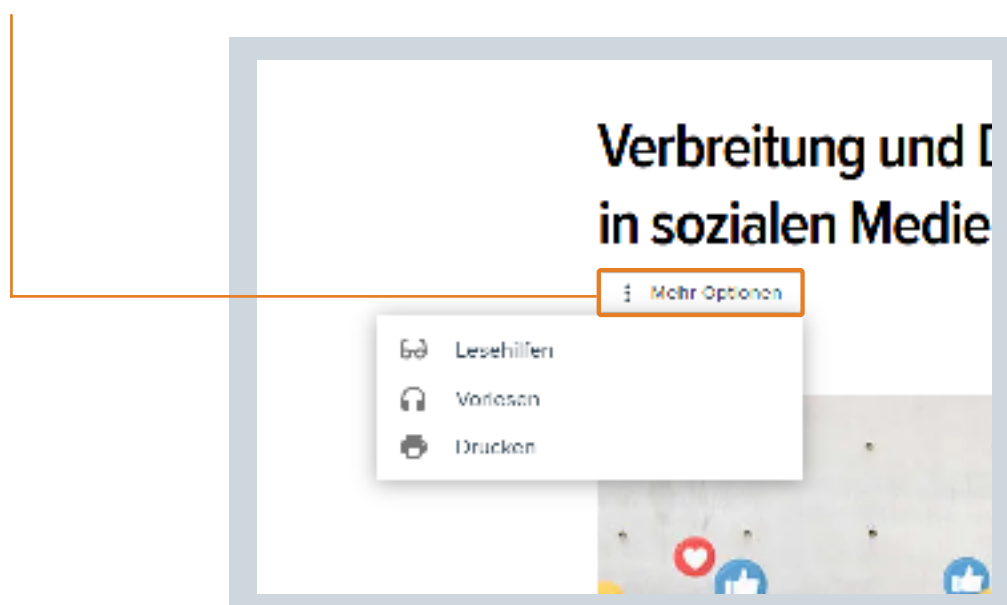 Verbreitung und
in sozialen Medie
Mehr Optionen
Lesehilfen
Vorlesen
Drucken